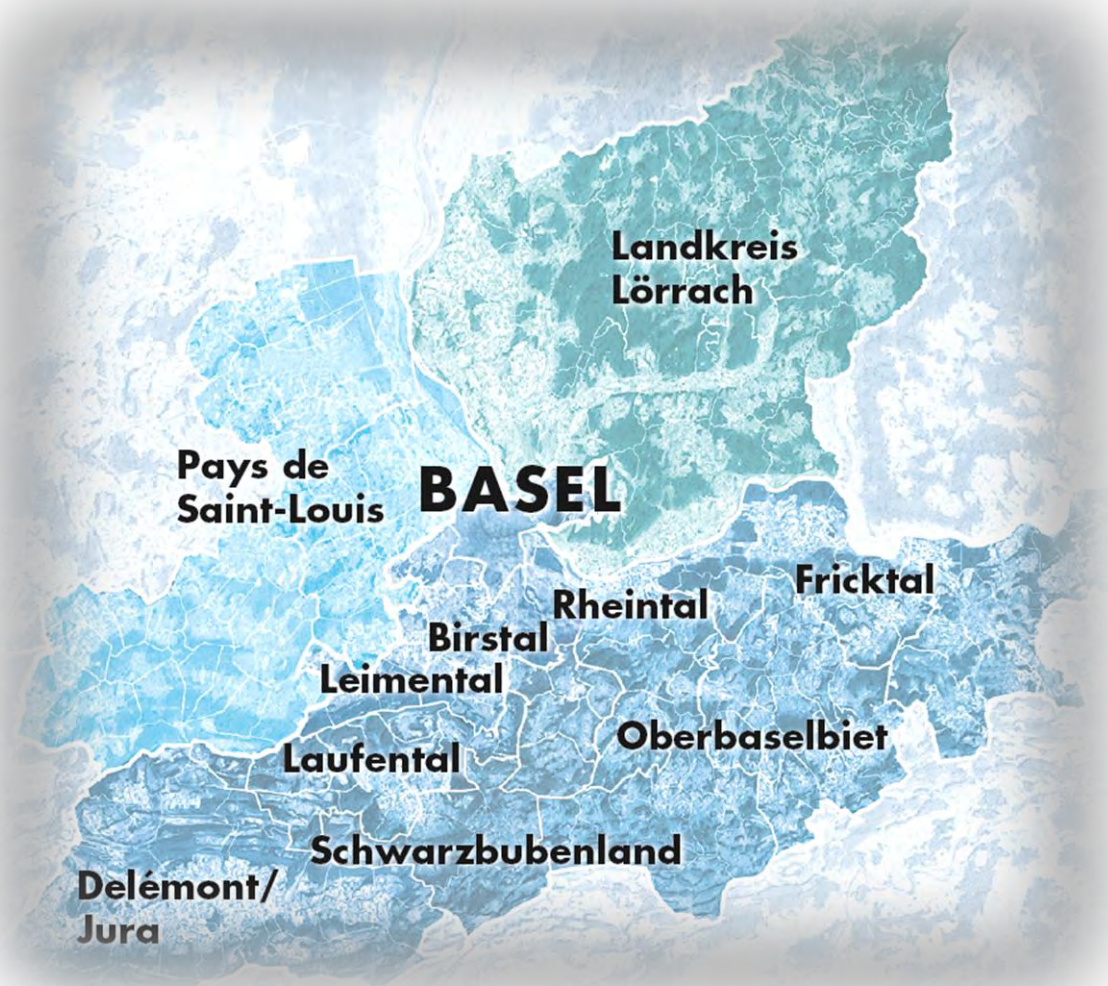 Landkreis
Lörrach
Pays de
Saint-Louis
BASEL
Fricktal
Rheintal
Birstal
Leimental
Oberbaselbiet
Laufental
Schwarzbubenland
Delémont/
Jura